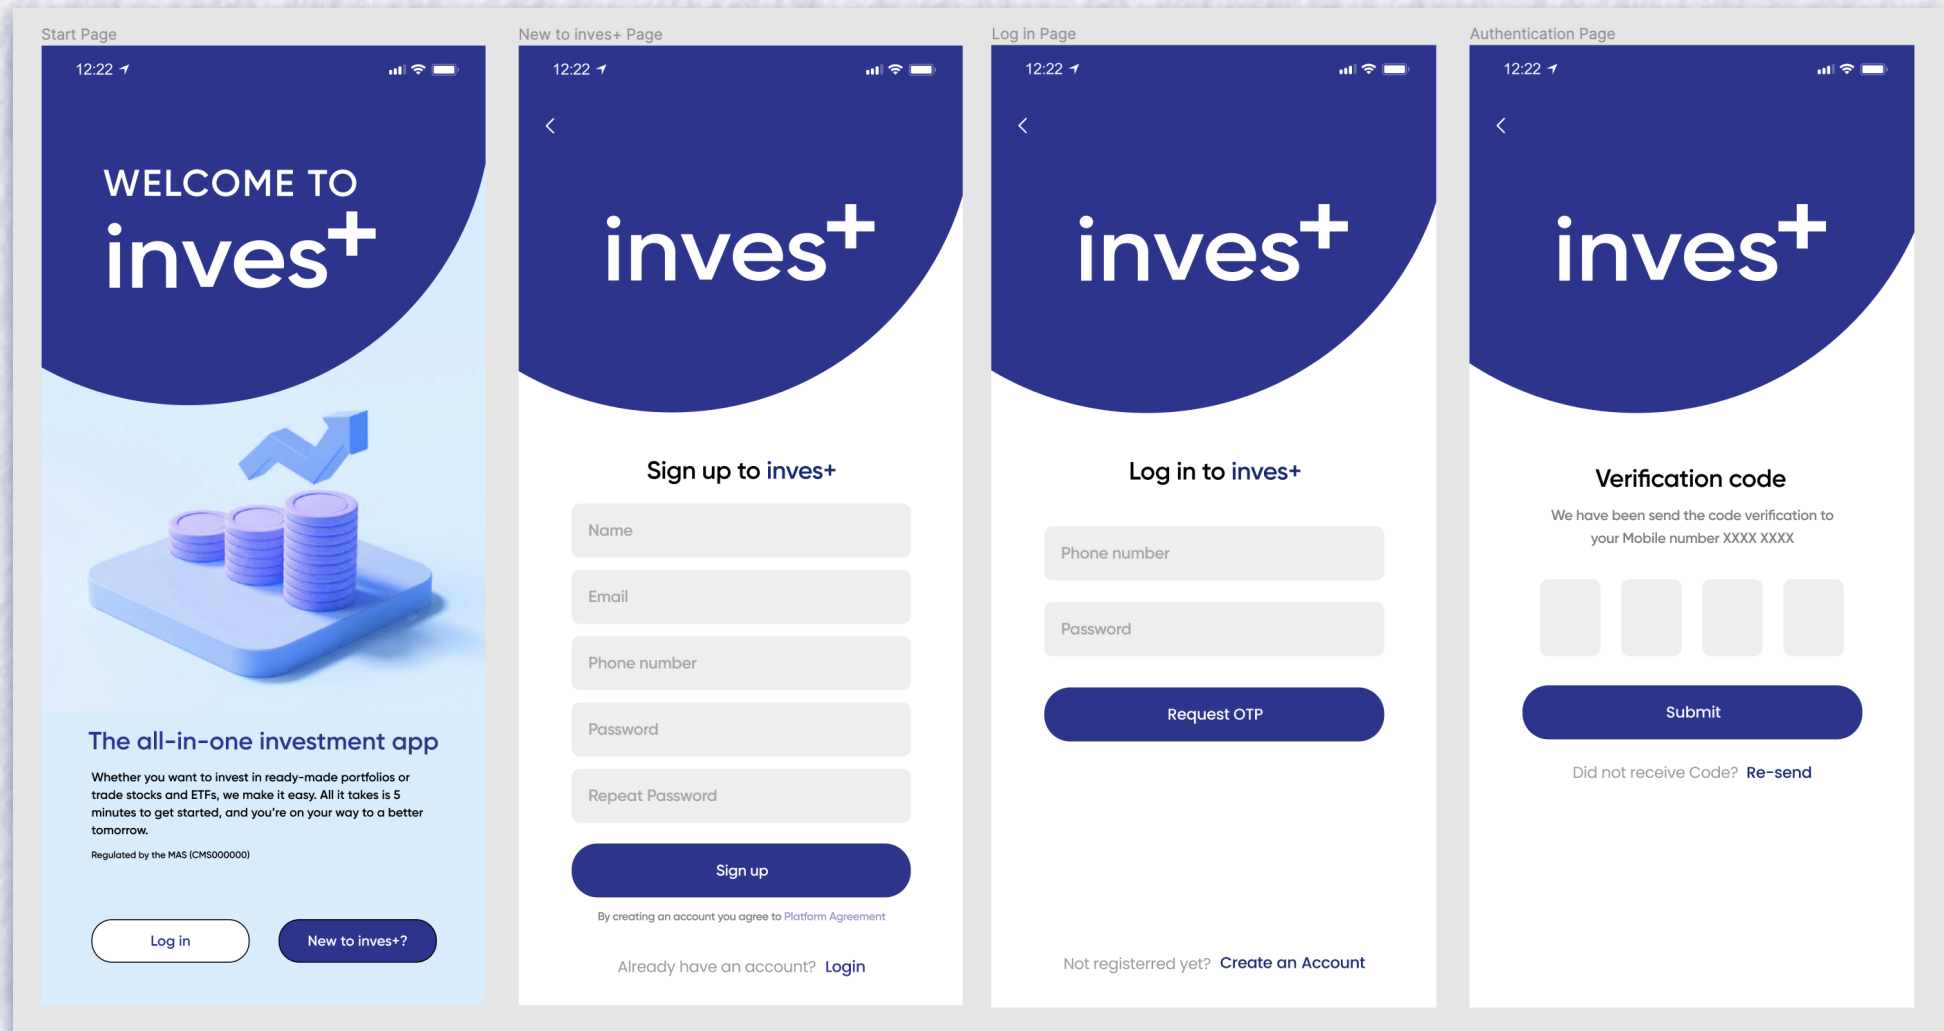 Start Page
12:22
WELCOME TO
inves+
The all-in-one investment app
Whether you want to invest in ready-made portfolios or
trade stocks and ETFs, we make it easy. All it takes is 5
minutes to get started, and you're on your way to a better
tomorrow.
Regulated by the MAS (CMS000000)
Log in
New to inves+?
New to inves+ Page
12:22
inves+
Sign up to inves+
Name
Email
Phone number
Password
Repeat Password
Sign up
By creating an account you agree to Platform Agreement
Already have an account? Login
Log in Page
12:22
inves+
Log in to inves+
Phone number
Password
Request OTP
Not registerred yet? Create an Account
Authentication Page
12:22
inves+
Verification code
We have been send the code verification to
your Mobile number XXXX XXXX
Submit
Did not receive Code? Re-send